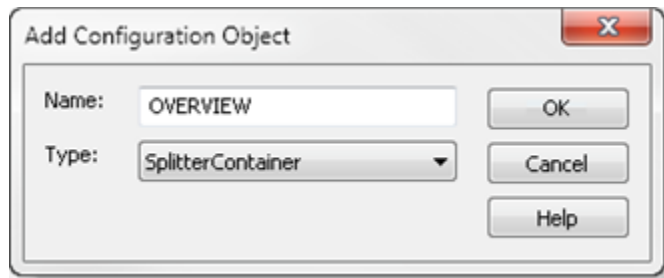 Add Configuration Object
Name: OVERVIEW OK
Type: SplitterContainer Cancel
Help